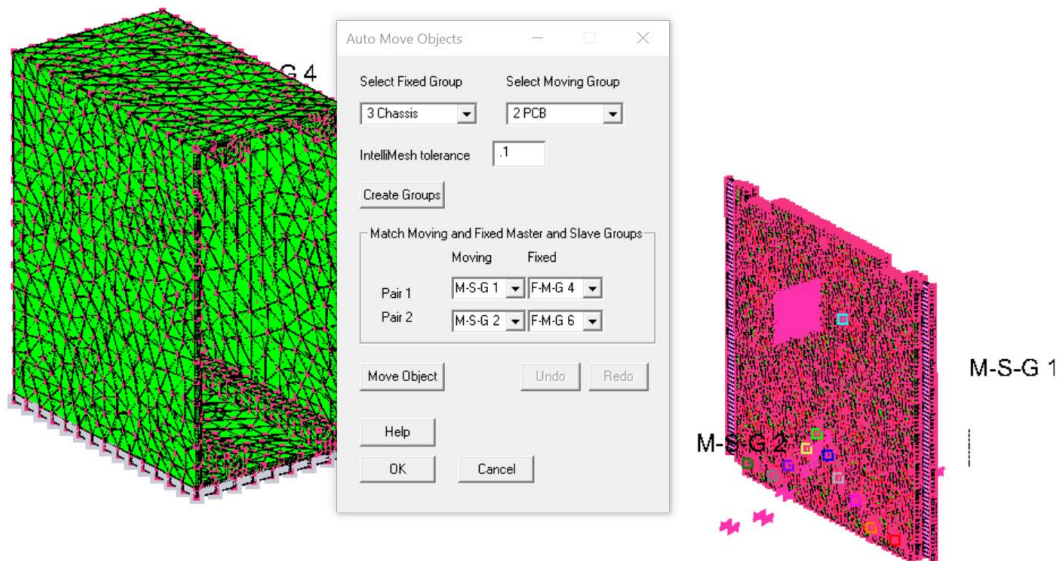 Auto Move Objects
G 4
Select Fixed Group Select Moving Group
3 Chassis 2 PCB
IntelliMesh tolerance .1
Create Groups
Match Moving and Fixed Master and Slave Groups
Moving Fixed
Pair 1 M-S-G 1 F-M-G 4
Pair 2 M-S-G 2 F-M-G 6
Move Object Undo Redo
Help
OK Cancel
M-S-G 1
M-S-G 2